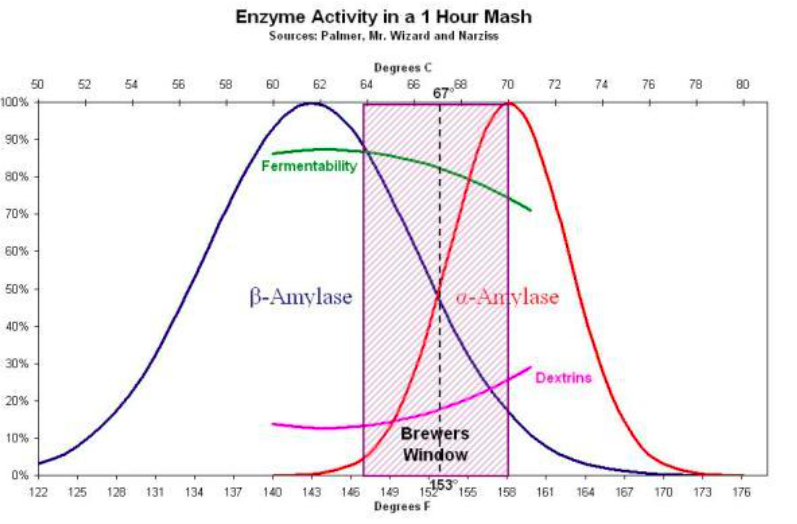 Enzyme Activity in a 1 Hour Mash
Sources: Palmer, Mr. Wizard and Narziss
Degrees C
50 52 54 56 58 60 62 64 66 68 70 72 74 76 78 80
67°
100%
90%
80%
70%
60%
50%
40%
30%
20%
10%
0%
Fermentability
β-Amylase
α-Amylase
Dextrins
Brewers
Window
122 125 128 131 134 137 140 143 146 149 152 155 158 161 164 167 170 173 176
153°
Degrees F